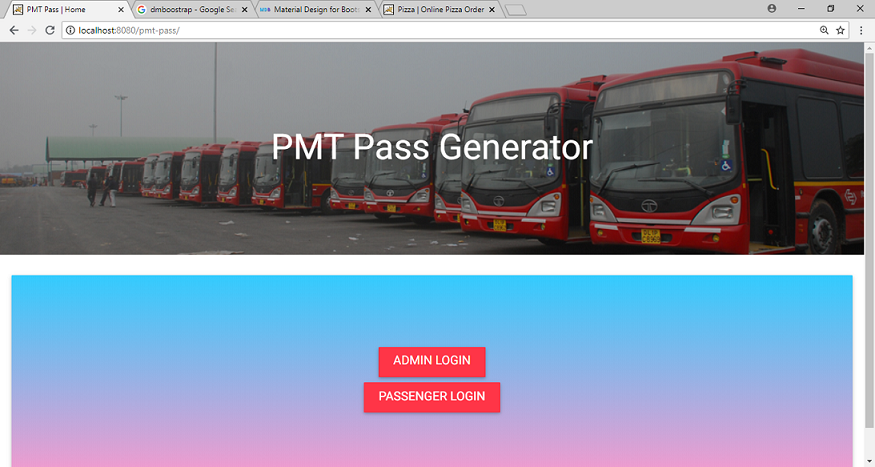 PMT Pass | Home
dmboostrap - Google Se
Material Design for Boots
Pizza | Online Pizza Order
localhost:8080/pmt-pass/
PMT Pass Generator
ADMIN LOGIN
PASSENGER LOGIN